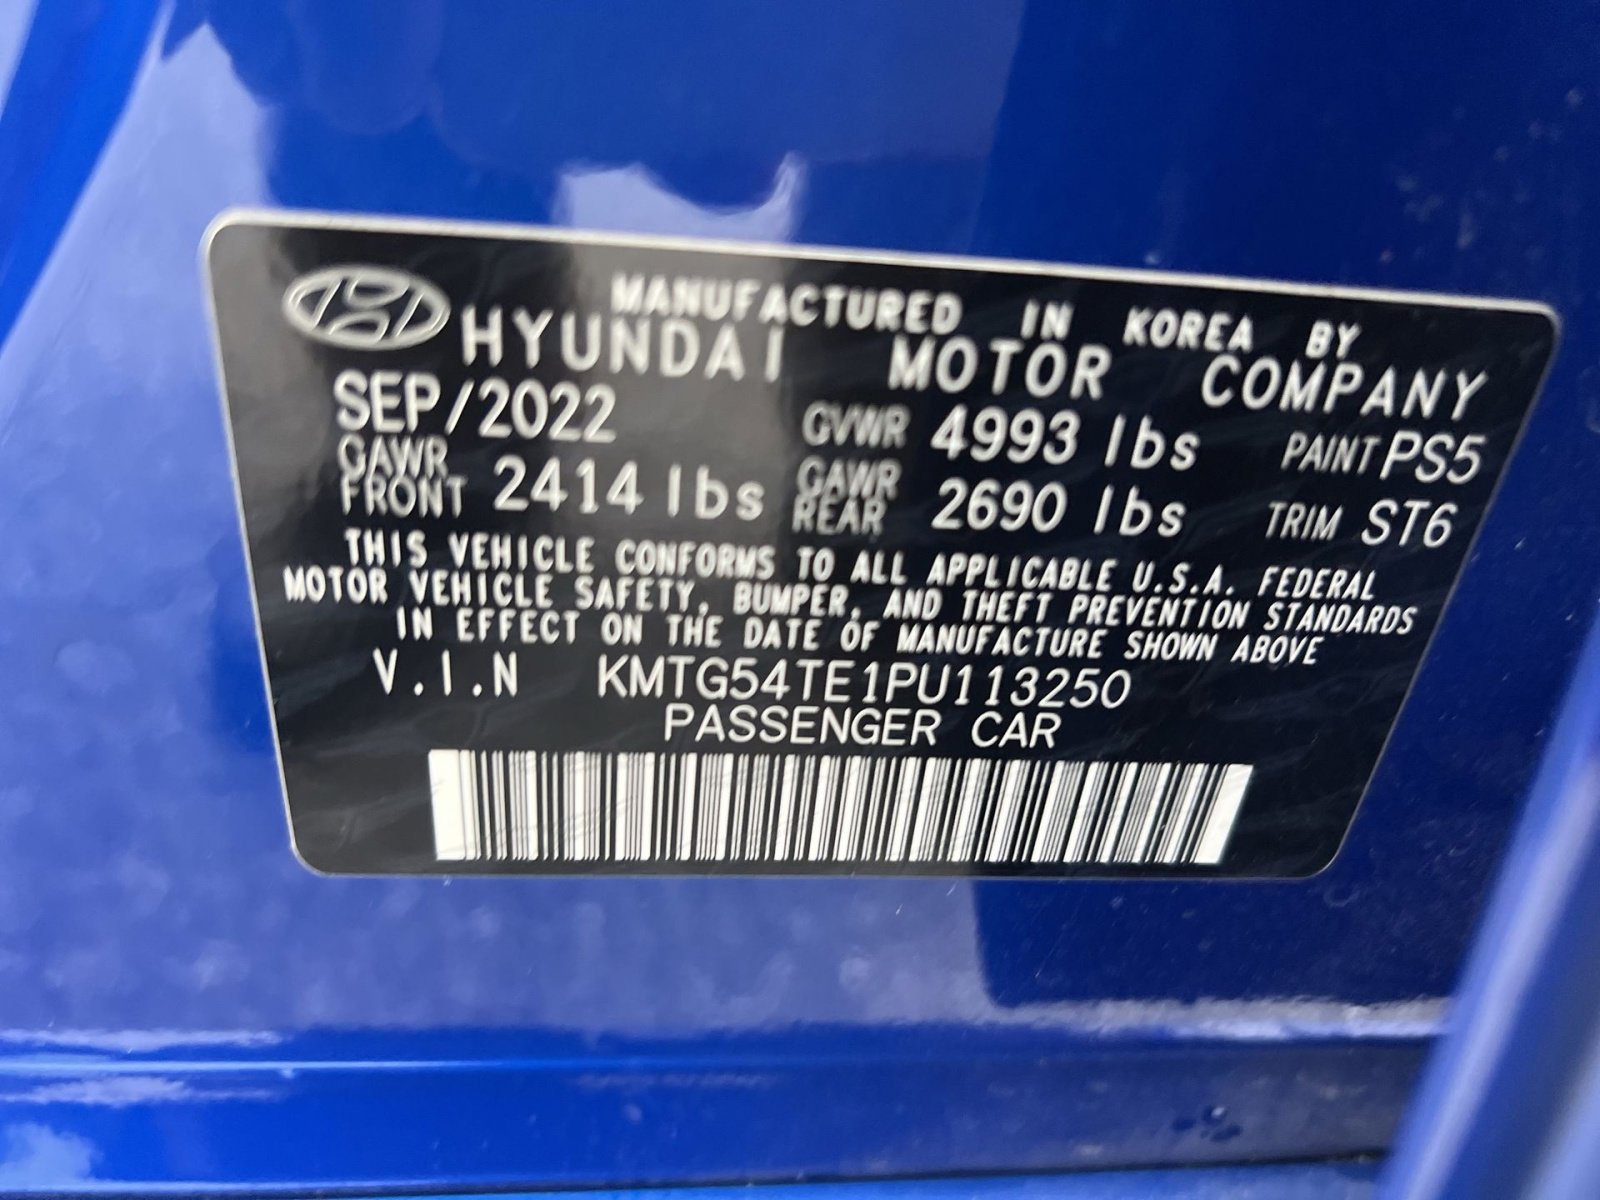 MANUFACTURED IN KOREA BY
HYUNDAI MOTOR COMPANY
SEP/2022 GVWR 4993 lbs PAINT PS5
GAWR FRONT 2414 lbs GAWR REAR 2690 lbs TRIM ST6
THIS VEHICLE CONFORMS TO ALL APPLICABLE U.S.A. FEDERAL
MOTOR VEHICLE SAFETY, BUMPER, AND THEFT PREVENTION STANDARDS
IN EFFECT ON THE DATE OF MANUFACTURE SHOWN ABOVE
V.I.N KMTG54TE1PU113250
PASSENGER CAR